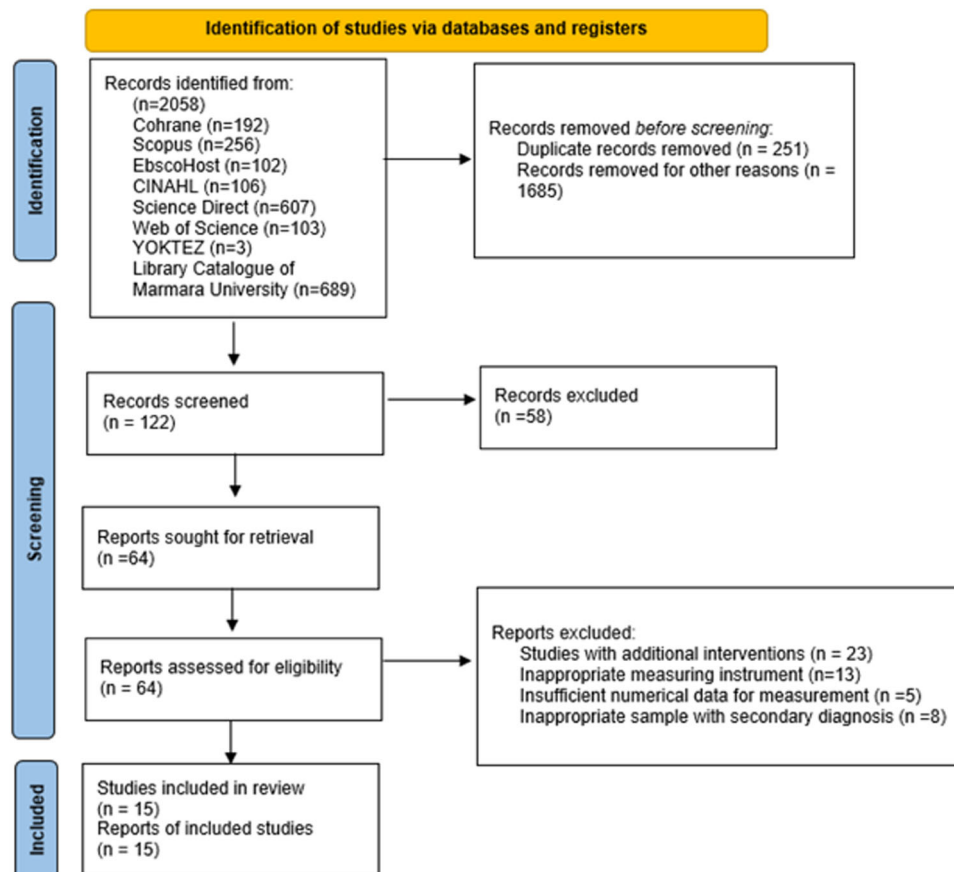 Identification of studies via databases and registers
Identification
Records identified from:
(n=2058)
Cohrane (n=192)
Scopus (n=256)
EbscoHost (n=102)
CINAHL (n=106)
Science Direct (n=607)
Web of Science (n=103)
YOKTEZ (n=3)
Library Catalogue of
Marmara University (n=689)
Records removed before screening:
Duplicate records removed (n = 251)
Records removed for other reasons (n =
1685)
Screening
Records screened
(n = 122)
Records excluded
(n =58)
Reports sought for retrieval
(n =64)
Reports assessed for eligibility
(n = 64)
Reports excluded:
Studies with additional interventions (n = 23)
Inappropriate measuring instrument (n=13)
Insufficient numerical data for measurement (n =5)
Inappropriate sample with secondary diagnosis (n =8)
Included
Studies included in review
(n = 15)
Reports of included studies
(n = 15)